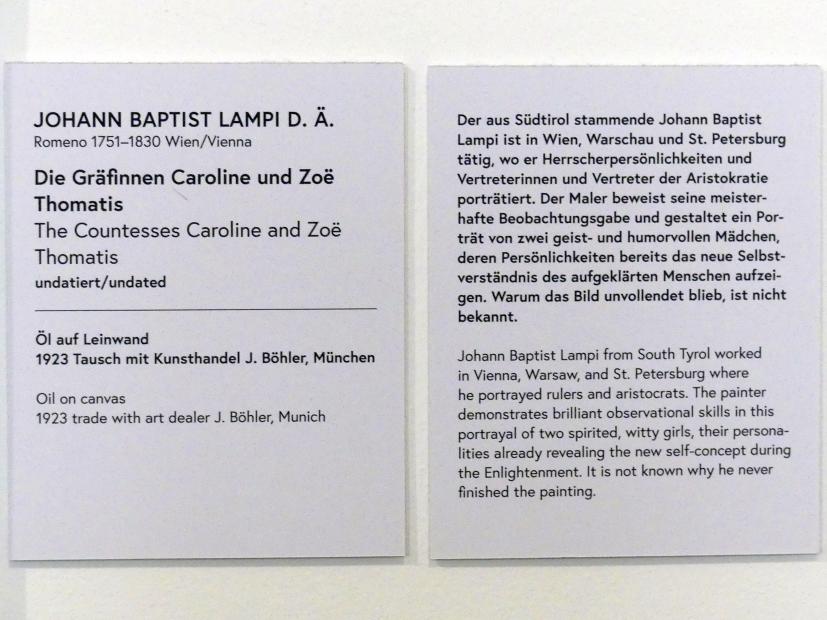 JOHANN BAPTIST LAMPI D. Ä.
Romeno 1751–1830 Wien/Vienna
Die Gräfinnen Caroline und Zoë
Thomatis
The Countesses Caroline and Zoë
Thomatis
undatiert/undated
Öl auf Leinwand
1923 Tausch mit Kunsthandel J. Böhler, München
Oil on canvas
1923 trade with art dealer J. Böhler, Munich
Der aus Südtirol stammende Johann Baptist
Lampi ist in Wien, Warschau und St. Petersburg
tätig, wo er Herrscherpersönlichkeiten und
Vertreterinnen und Vertreter der Aristokratie
porträtiert. Der Maler beweist seine meister-
hafte Beobachtungsgabe und gestaltet ein Por-
trät von zwei geist- und humorvollen Mädchen,
deren Persönlichkeiten bereits das neue Selbst-
verständnis des aufgeklärten Menschen aufzei-
gen. Warum das Bild unvollendet blieb, ist nicht
bekannt.
Johann Baptist Lampi from South Tyrol worked
in Vienna, Warsaw, and St. Petersburg where
he portrayed rulers and aristocrats. The painter
demonstrates brilliant observational skills in this
portrayal of two spirited, witty girls, their persona-
lities already revealing the new self-concept during
the Enlightenment. It is not known why he never
finished the painting.